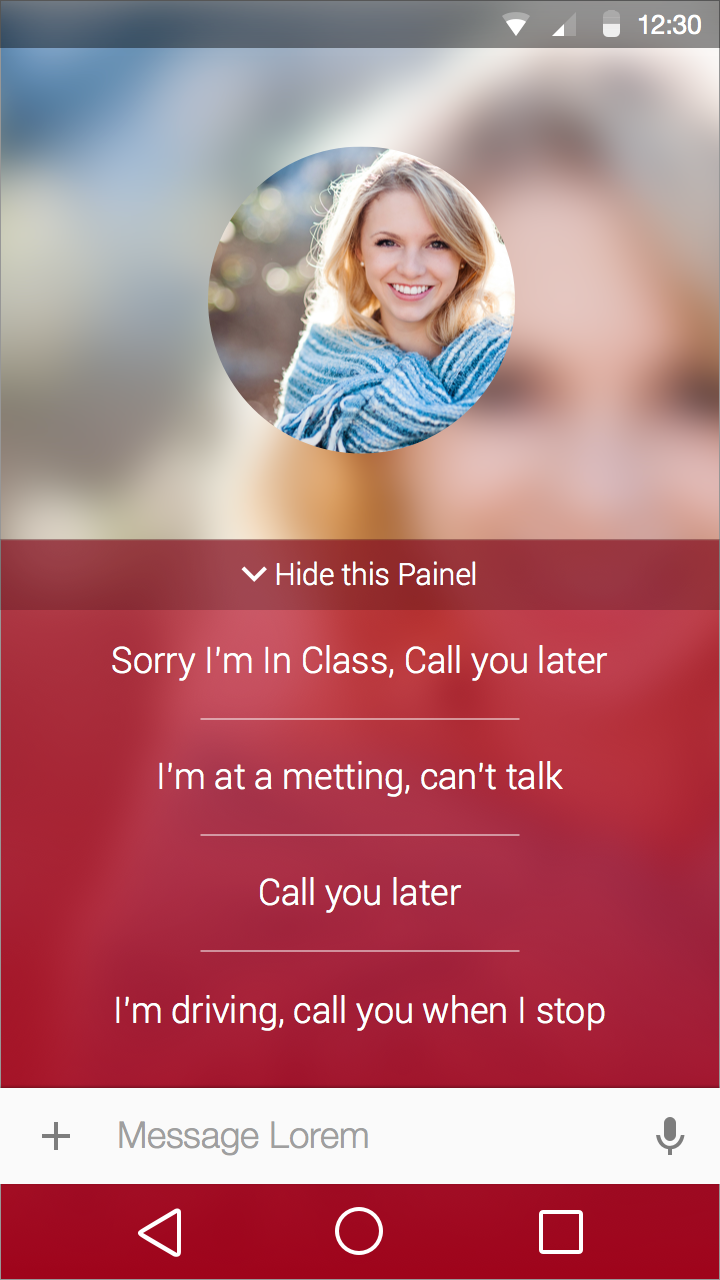 12:30
Hide this Painel
Sorry I'm In Class, Call you later
I'm at a metting, can't talk
Call you later
I'm driving, call you when I stop
Message Lorem